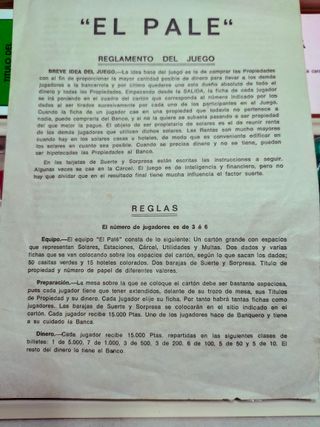 "EL PALE"
REGLAMENTO DEL JUEGO
BREVE IDEA DEL JUEGO.—La idea base del juego es la de comprar las Propiedades
con el fin de proporcionar la mayor cantidad posible de dinero para llevar a los demás
jugadores a la bancarrota y por último quedarse uno este dueño absoluto de todo el
dinero y todas las Propiedades. Empezando desde la SALIDA, la ficha de cada jugador
se irá poniendo en el cuadro del cartón que corresponda al número indicado por los
dados al ser tirados sucesivamente por cada uno de los participantes en el Juego.
Cuando la ficha de un jugador cae en una propiedad que todavía no pertenece a
nadie, puede comprarla del Banco, y si no la quiere se subasta pasando a ser propiedad
del que mejor la pague. El objeto de ser propietario de solares es el de reunir renta
de los demás jugadores que utilicen dichos solares. Las Rentas son mucho mayores
cuando hay en los solares casas u hoteles, de modo que es conveniente edificar en
los solares en cuanto sea posible. Cuando se precisa dinero y no se tiene, pueden
ser hipotecadas las Propiedades al Banco.
En las tarjetas de Suerte y Sorpresa están escritas las instrucciones a seguir.
Algunas veces se cae en la Cárcel. El juego es de inteligencia y financiero, pero no
hay que olvidar que en el resultado final tiene mucha influencia el factor suerte.
REGLAS
El número de jugadores es de 3 á 6
Equipo.—El equipo "El Palé" consta de lo siguiente: Un cartón grande con espacios
que representan Solares, Estaciones, Cárcel, Utilidades y Multas. Dos dados y varias
fichas que se van colocando sobre los espacios del cartón, según lo que sacan los dados;
50 casitas verdes y 15 hoteles colorados. Dos barajas de Suerte y Sorpresa. Título de
propiedad y número de papel de diferentes valores.
Preparación.—La mesa sobre la que se coloque el cartón debe ser bastante espaciosa,
pues cada jugador tiene que tener extendidos, delante de su trozo de mesa, sus Títulos
de Propiedad y su dinero. Cada jugador elije su ficha. Por tanto habrá tantas fichas como
jugadores. Las barajas de Suerte y Sorpresa se colocarán en el sitio indicado en el
cartón. Cada jugador recibe 15.000 Ptas. Uno de los jugadores hace de Banquero y tiene
a su cuidado la Banca.
Dinero.—Cada jugador recibe 15.000 Ptas. repartidas en las siguientes clases de
billetes: 1 de 5.000, 7 de 1.000, 3 de 500, 3 de 200, 6 de 100, 5 de 50 y 5 de 10. El
resto del dinero lo tiene el Banco.